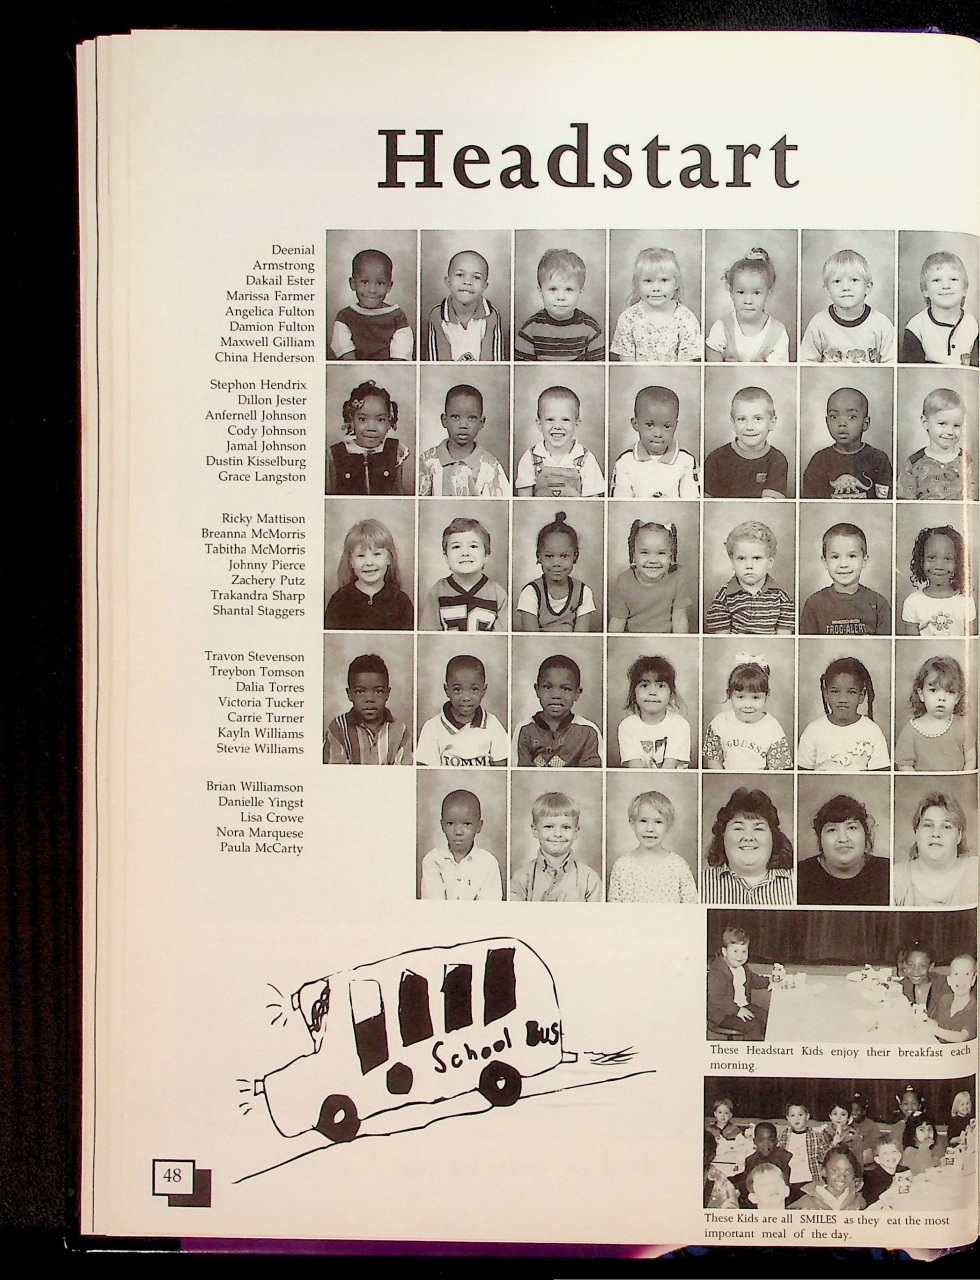 Headstart
Deenial
Armstrong
Dakail Ester
Marissa Farmer
Angelica Fulton
Damion Fulton
Maxwell Gilliam
China Henderson
Stephon Hendrix
Dillon Jester
Anfernell Johnson
Cody Johnson
Jamal Johnson
Dustin Kisselburg
Grace Langston
Ricky Mattison
Breanna McMorris
Tabitha McMorris
Johnny Pierce
Zachery Putz
Trakandra Sharp
Shantal Staggers
FROG-ALERT
Travon Stevenson
Treybon Tomson
Dalia Torres
Victoria Tucker
Carrie Turner
Kayln Williams
Stevie Williams
TOMM
GUESS
Brian Williamson
Danielle Yingst
Lisa Crowe
Nora Marquese
Paula McCarty
School Bus
These Headstart Kids enjoy their breakfast each
morning
These Kids are all SMILES as they eat the most
important meal of the day.
48